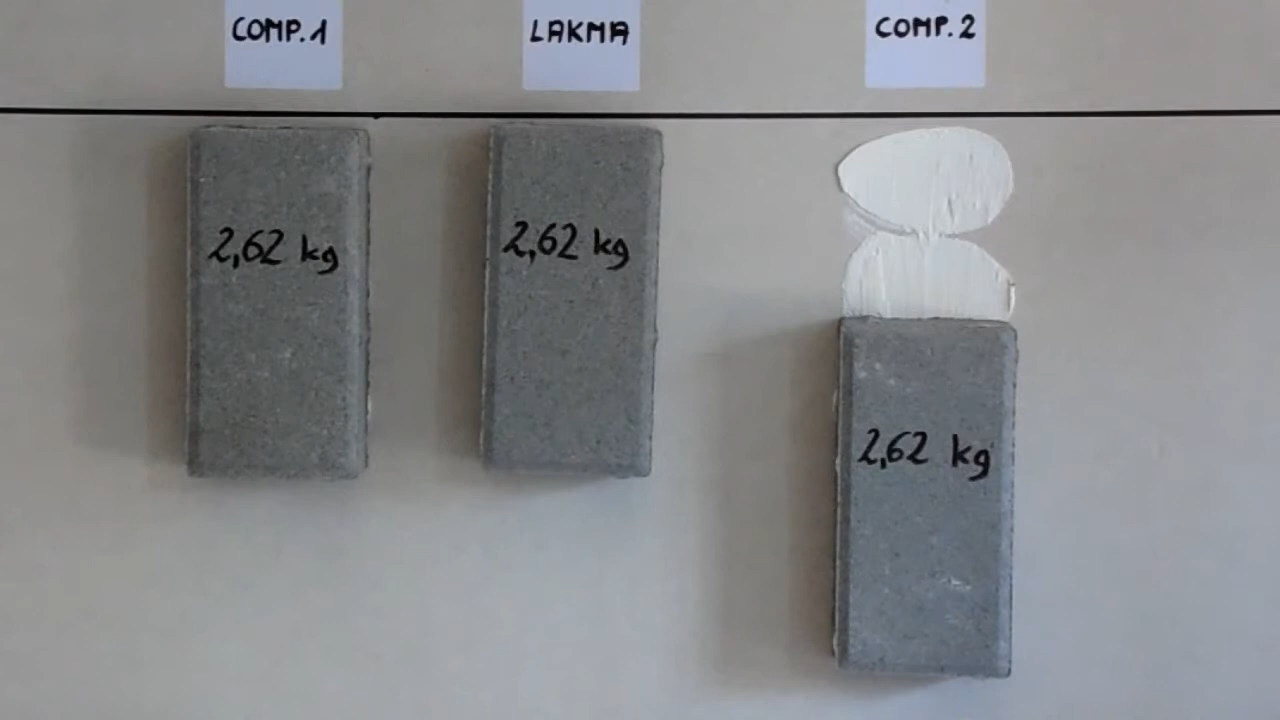 COMP.1
LAKMA
COMP.2
2,62 kg
2,62 kg
2,62 kg